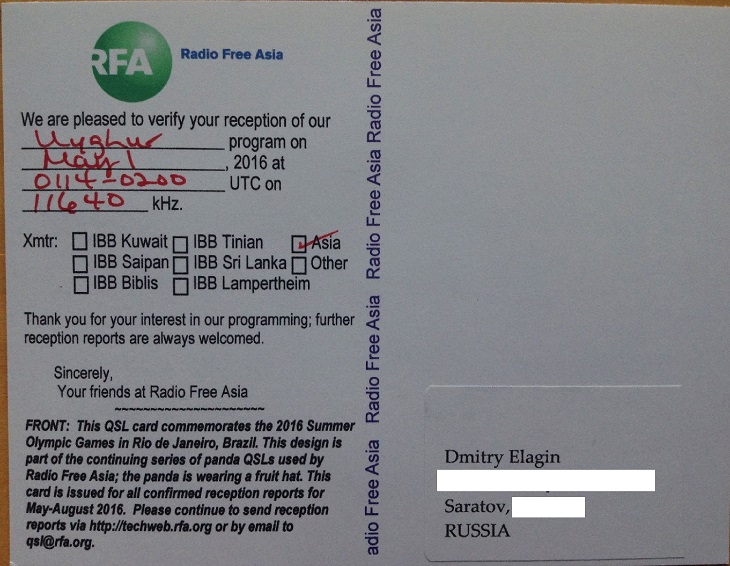 RFA Radio Free Asia
We are pleased to verify your reception of our
Uyghur program on
May 1, 2016 at
0114-0200 UTC on
11640 kHz.
Xmtr: IBB Kuwait IBB Tinian Asia
IBB Saipan IBB Sri Lanka Other
IBB Biblis IBB Lampertheim
Thank you for your interest in our programming; further
reception reports are always welcomed.
Sincerely,
Your friends at Radio Free Asia
~~~~~~~~~~~~~~~~~~~~~
FRONT: This QSL card commemorates the 2016 Summer
Olympic Games in Rio de Janeiro, Brazil. This design is
part of the continuing series of panda QSLs used by
Radio Free Asia; the panda is wearing a fruit hat. This
card is issued for all confirmed reception reports for
May-August 2016. Please continue to send reception
reports via http://techweb.rfa.org or by email to
qsl@rfa.org.
adio Free Asia Radio Free Asia Radio Free Asia Radio Free Asia
Dmitry Elagin
Saratov,
RUSSIA